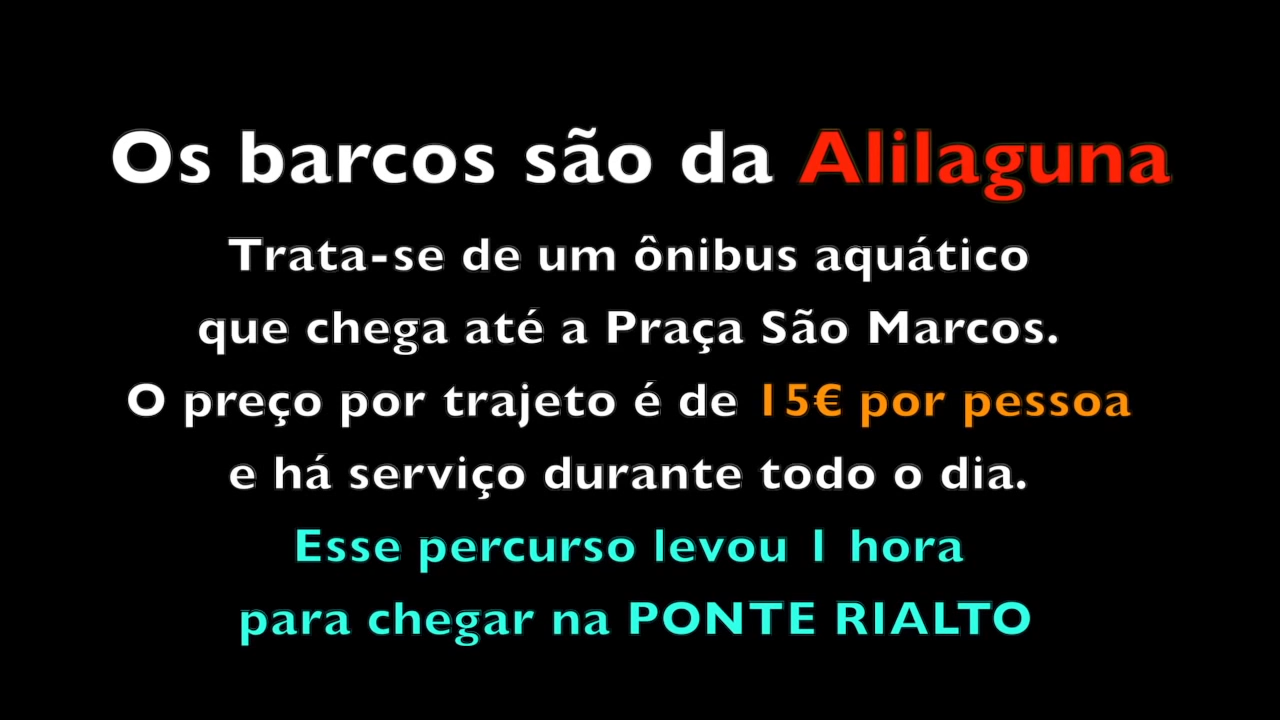 Os barcos são da Alilaguna
Trata-se de um ônibus aquático
que chega até a Praça São Marcos.
O preço por trajeto é de 15€ por pessoa
e há serviço durante todo o dia.
Esse percurso levou 1 hora
para chegar na PONTE RIALTO